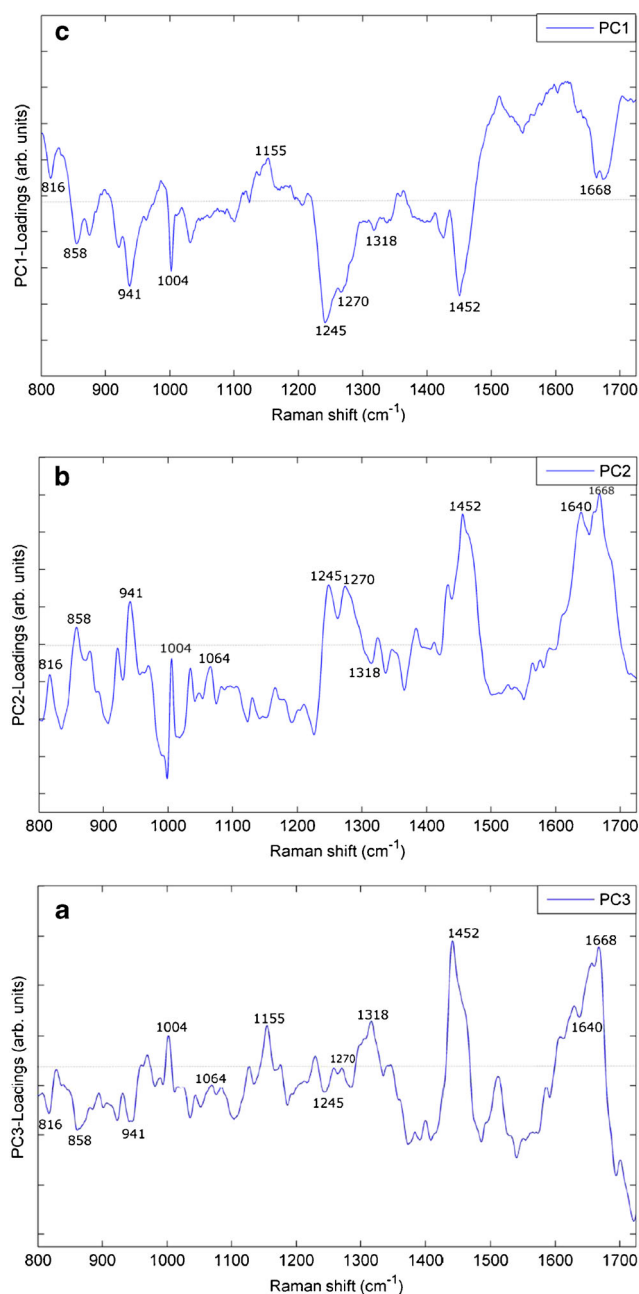 c
PC1
PC1-Loadings (arb. units)
816
858
941
1004
1155
1245
1270
1318
1452
1668
800 900 1000 1100 1200 1300 1400 1500 1600 1700
Raman shift (cm⁻¹)
b
PC2
PC2-Loadings (arb. units)
816
858
941
1004
1064
1245
1270
1318
1452
1640
1668
800 900 1000 1100 1200 1300 1400 1500 1600 1700
Raman shift (cm⁻¹)
a
PC3
PC3-Loacings (arb. units)
816
858
941
1004
1064
1155
1245
1270
1318
1452
1640
1668
800 900 1000 1100 1200 1300 1400 1500 1600 1700
Raman shift (cm⁻¹)